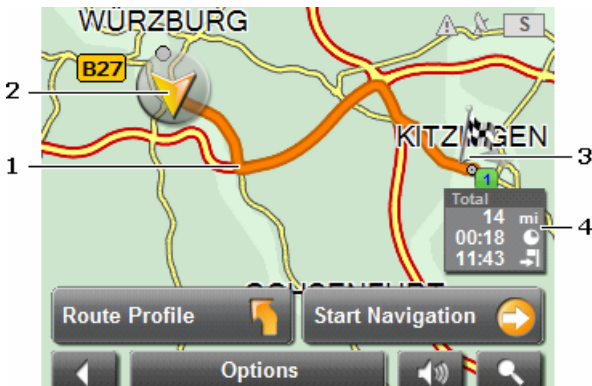 WÜRZBURG
S
B27
2
KITZINGEN
3
1
1
Total
14 mi
00:18
4
11:43
OCHSENFURT
Route Profile
Start Navigation
Options